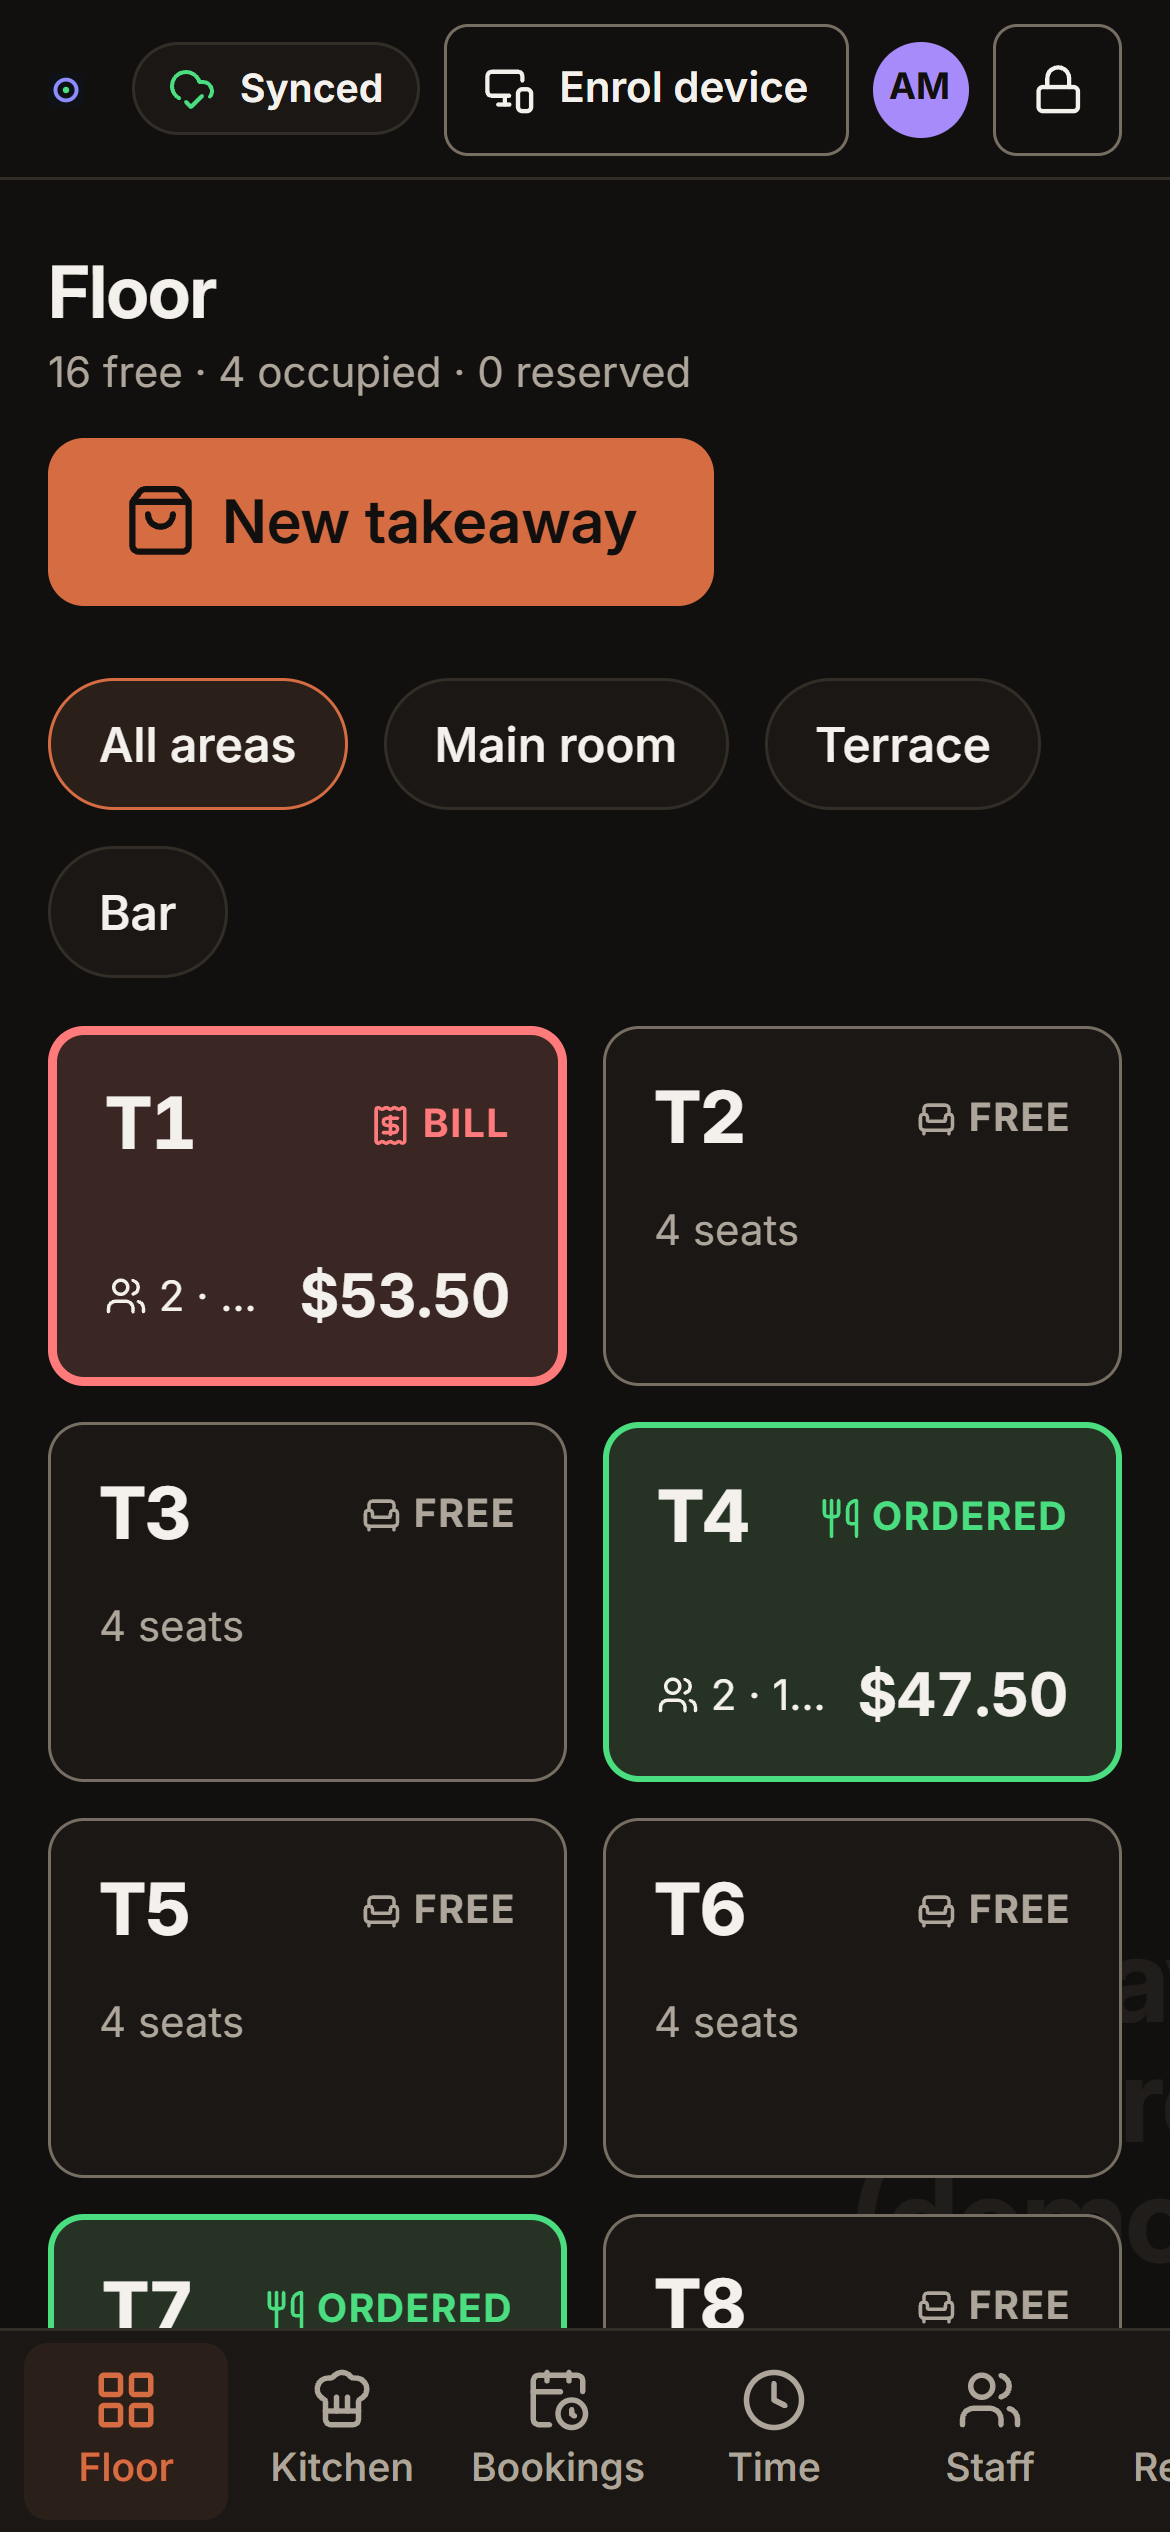 Synced
Enrol device
AM
Floor
16 free · 4 occupied · 0 reserved
New takeaway
All areas
Main room
Terrace
Bar
T1
BILL
2 · ...
$53.50
T2
FREE
4 seats
T3
FREE
4 seats
T4
ORDERED
2 · 1...
$47.50
T5
FREE
4 seats
T6
FREE
4 seats
T7
ORDERED
T8
FREE
Floor
Kitchen
Bookings
Time
Staff